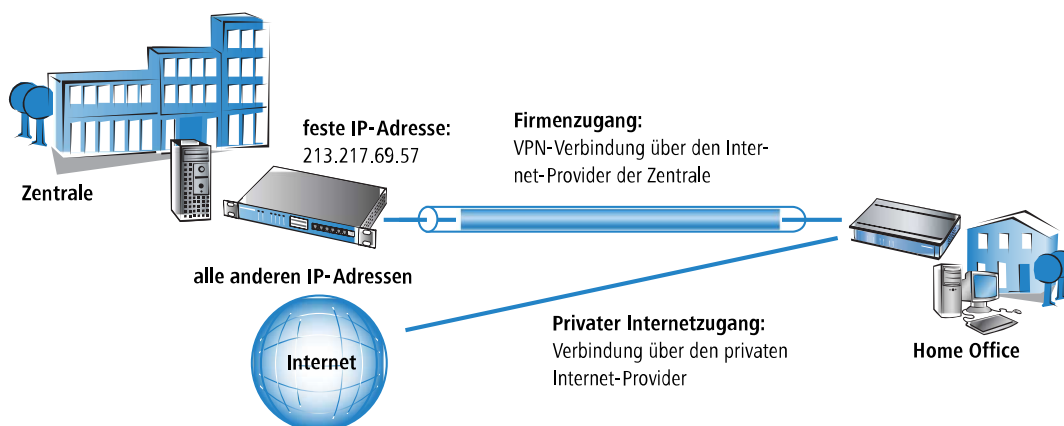 feste IP-Adresse:
213.217.69.57
Zentrale
Firmenzugang:
VPN-Verbindung über den Inter-
net-Provider der Zentrale
alle anderen IP-Adressen
Internet
Privater Internetzugang:
Verbindung über den privaten
Internet-Provider
Home Office